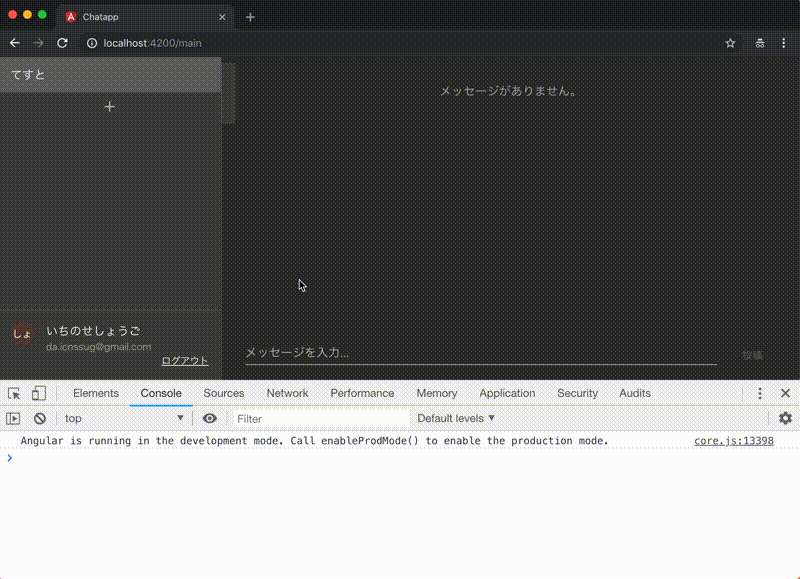 Chatapp
localhost:4200/main
てすと
メッセージがありません。
しょ
いちのせしょうご
da.icnssug@gmail.com
ログアウト
メッセージを入力...
投稿
Elements Console Sources Network Performance Memory Application Security Audits
top Filter Default levels
Angular is running in the development mode. Call enableProdMode() to enable the production mode. core.js:13398